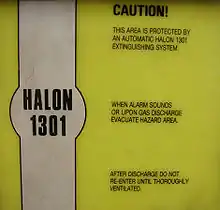 CAUTION!
THIS AREA IS PROTECTED BY
AN AUTOMATIC HALON 1301
EXTINGUISHING SYSTEM
HALON
1301
WHEN ALARM SOUNDS
OR UPON GAS DISCHARGE
EVACUATE HAZARD AREA.
AFTER DISCHARGE DO NOT
RE-ENTER UNTIL THOROUGHLY
VENTILATED